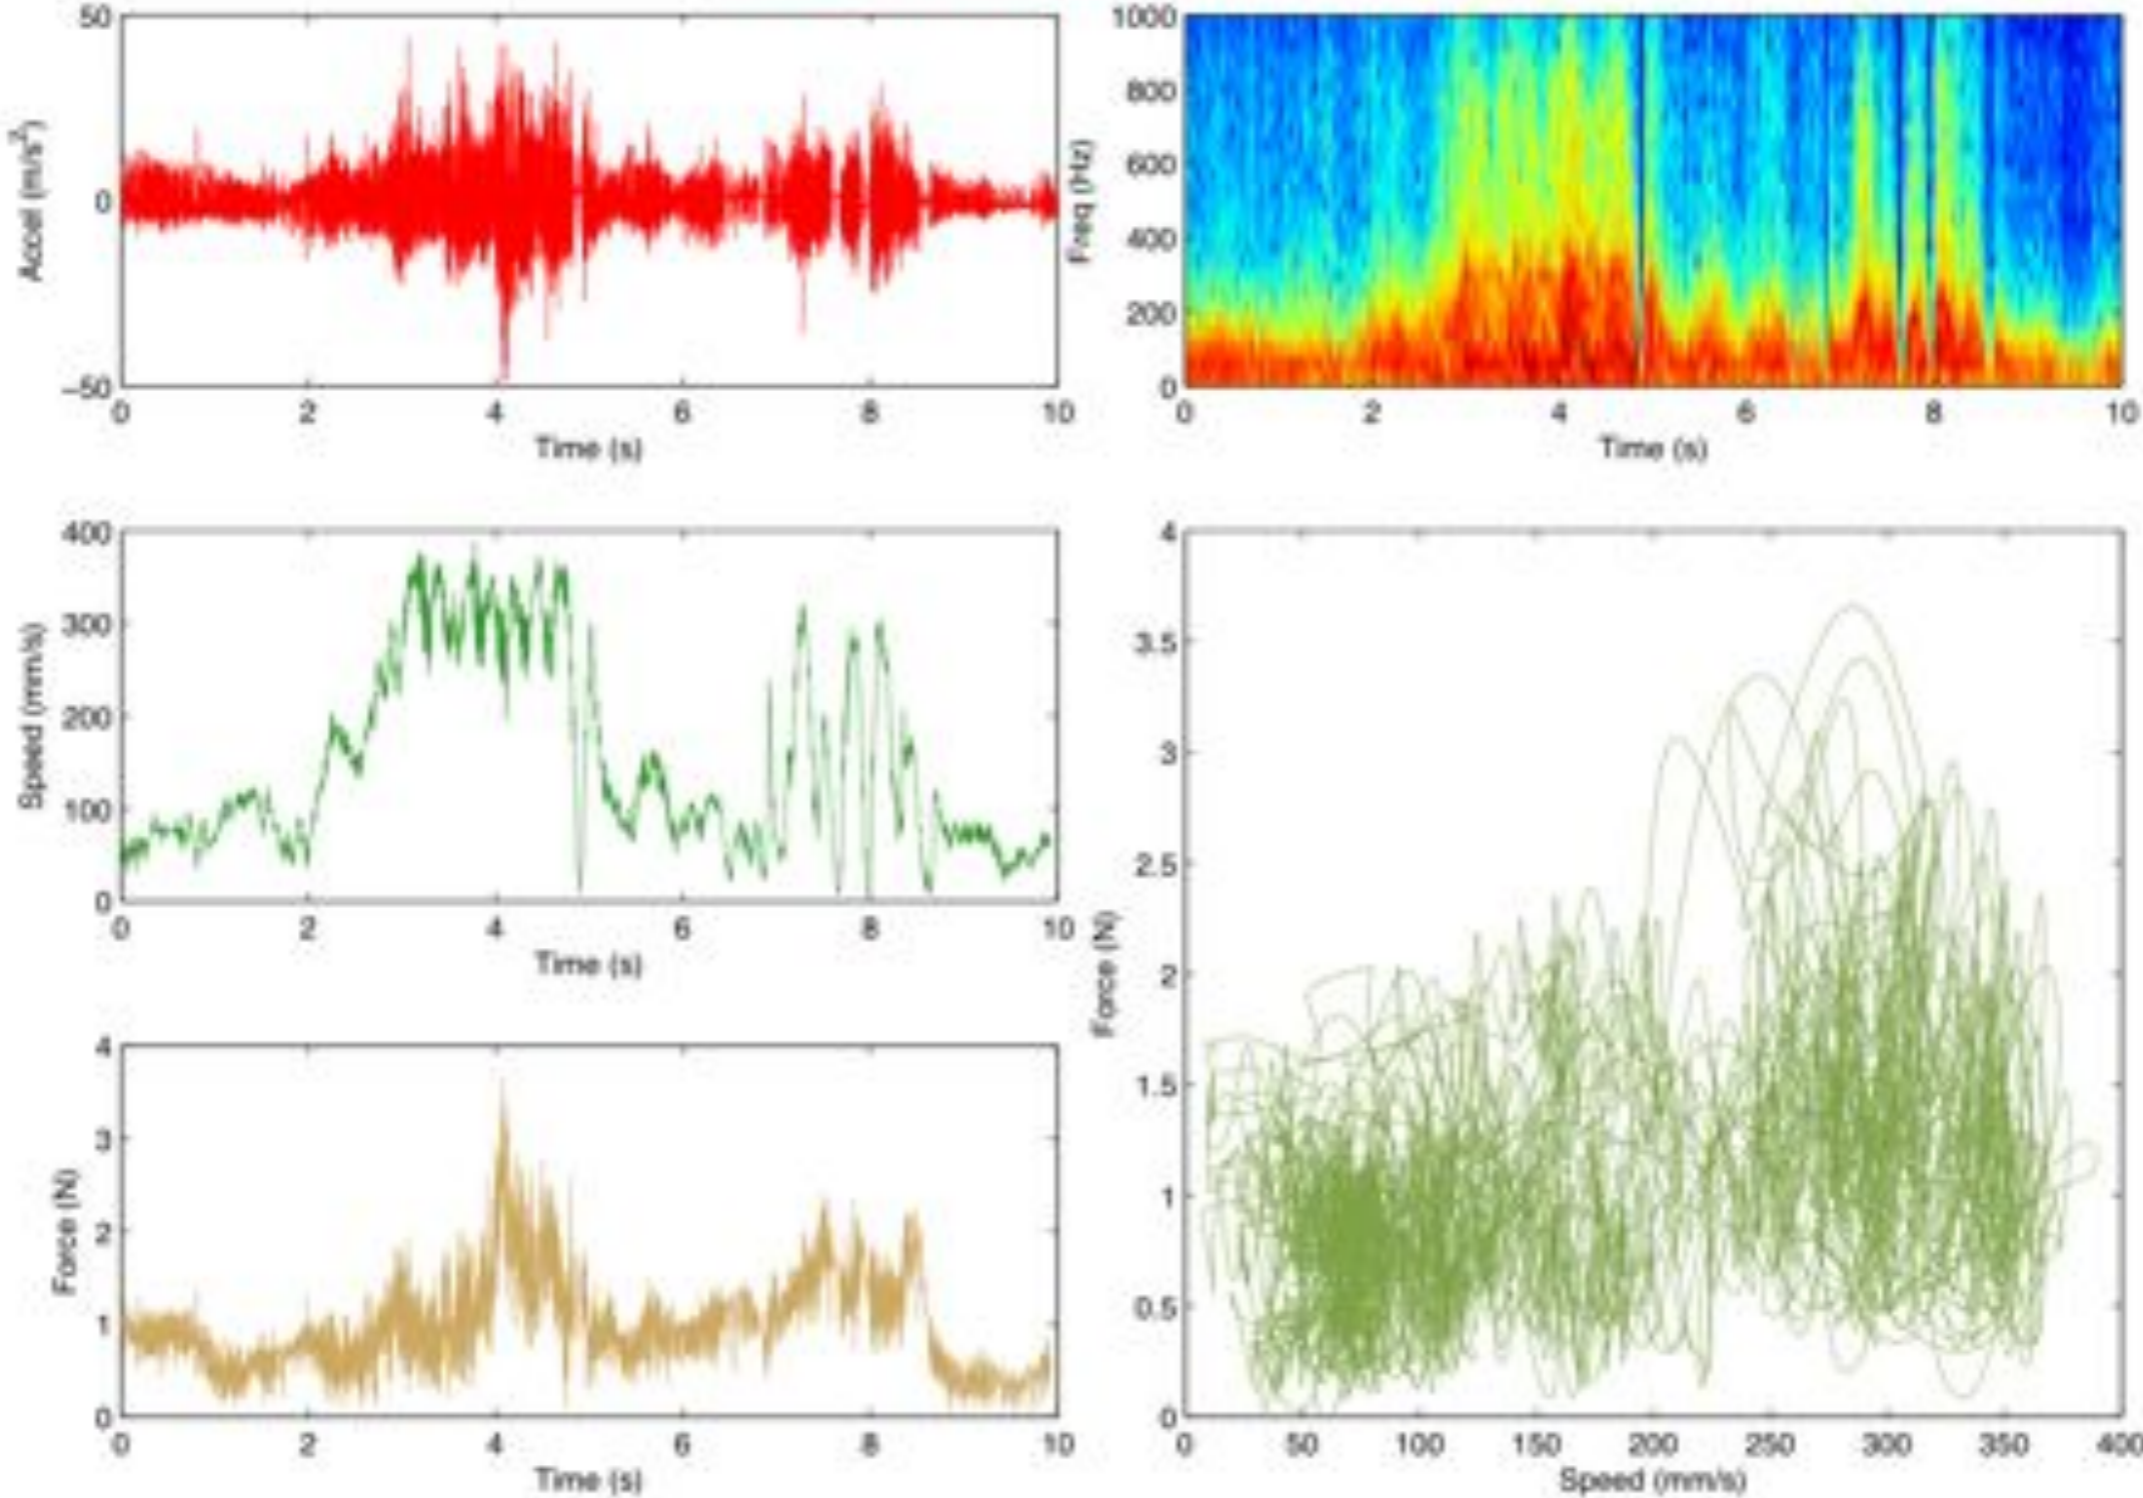 50
0
−50
Accel (m/s²)
0 2 4 6 8 10
Time (s)
1000
800
600
400
200
0
Freq (Hz)
0 2 4 6 8 10
Time (s)
400
300
200
100
0
Speed (mm/s)
0 2 4 6 8 10
Time (s)
4
3
2
1
0
Force (N)
0 2 4 6 8 10
Time (s)
4
3.5
3
2.5
2
1.5
1
0.5
0
Force (N)
0 50 100 150 200 250 300 350 400
Speed (mm/s)